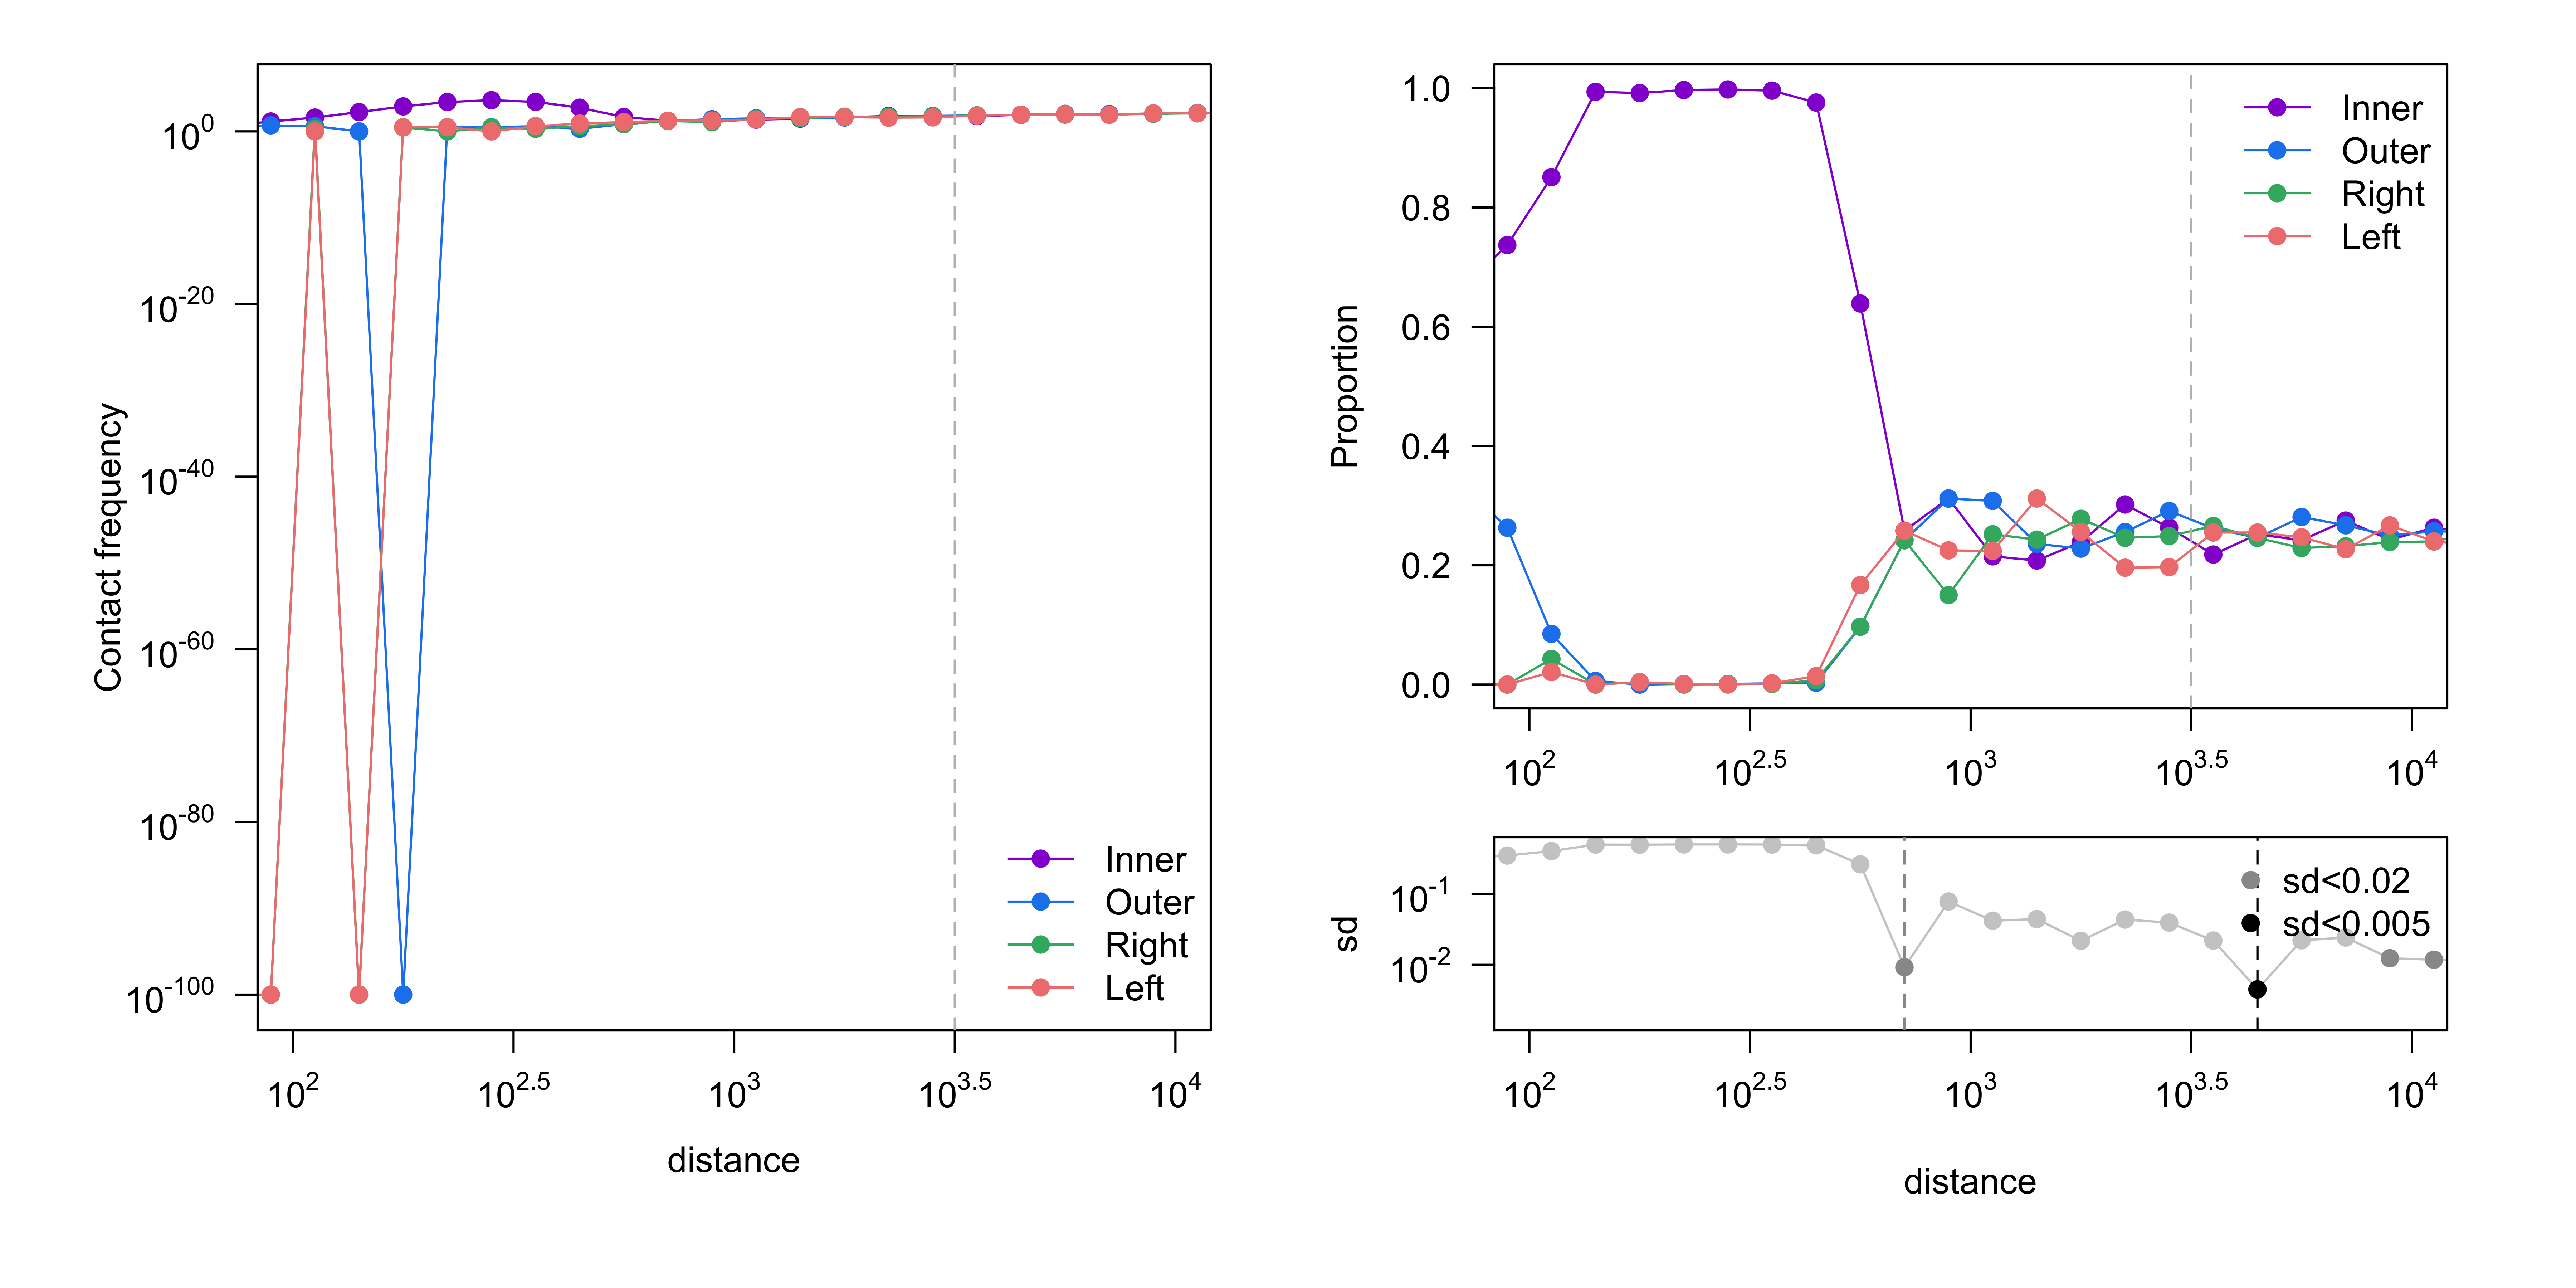 Contact frequency
10^0
10^-20
10^-40
10^-60
10^-80
10^-100
Inner
Outer
Right
Left
10^2
10^2.5
10^3
10^3.5
10^4
distance
Proportion
1.0
0.8
0.6
0.4
0.2
0.0
Inner
Outer
Right
Left
10^2
10^2.5
10^3
10^3.5
10^4
sd
10^-1
10^-2
sd<0.02
sd<0.005
10^2
10^2.5
10^3
10^3.5
10^4
distance